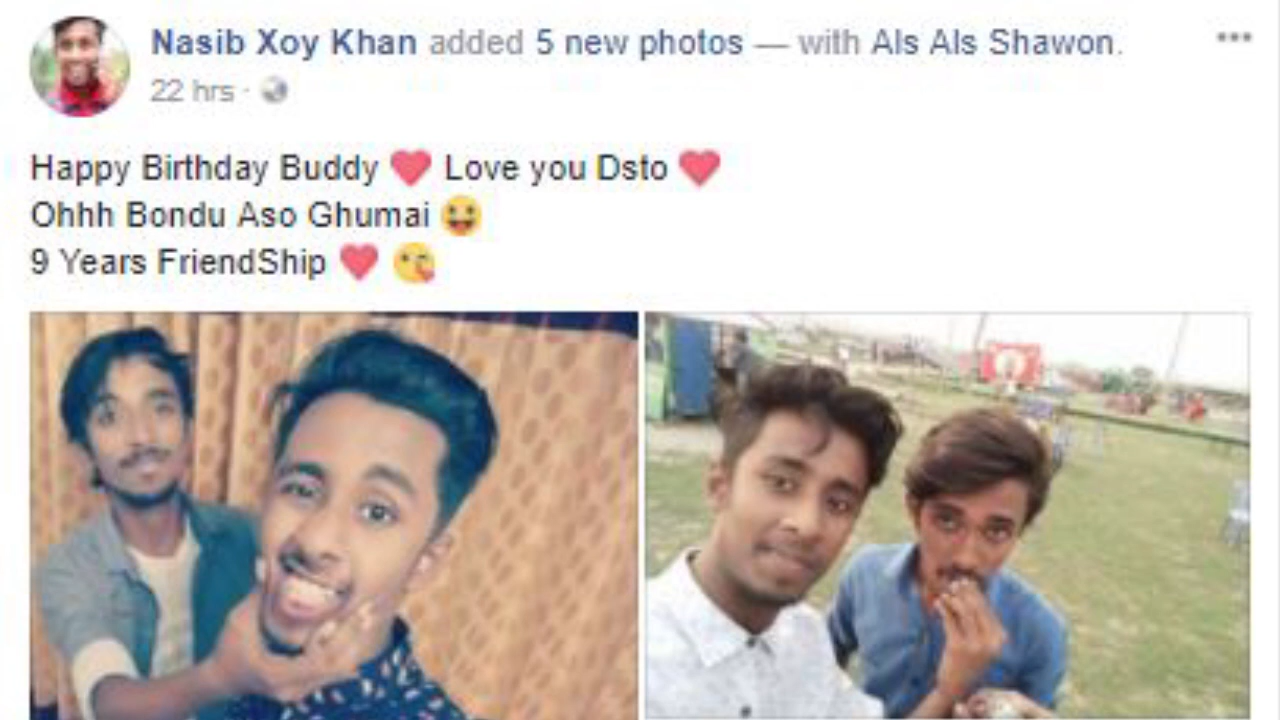 Nasib Xoy Khan added 5 new photos — with Als Als Shawon.
22 hrs ·
Happy Birthday Buddy ❤ Love you Dsto ❤
Ohhh Bondu Aso Ghumai 😝
9 Years FriendShip ❤ 😘